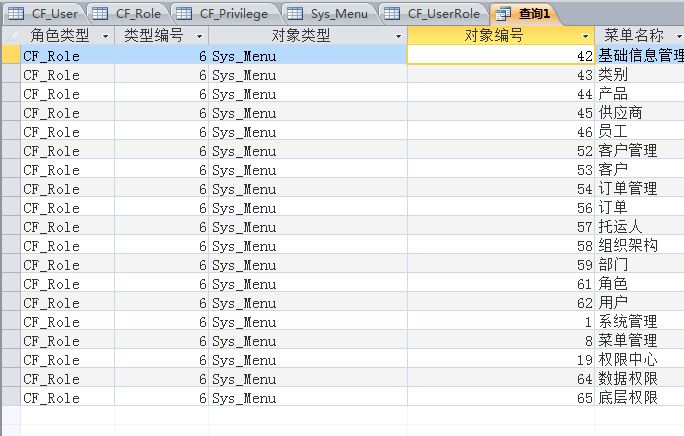 CF_User CF_Role CF_Privilege Sys_Menu CF_UserRole 查询1
角色类型 类型编号 对象类型 对象编号 菜单名称
CF_Role 6 Sys_Menu 42 基础信息管理
CF_Role 6 Sys_Menu 43 类别
CF_Role 6 Sys_Menu 44 产品
CF_Role 6 Sys_Menu 45 供应商
CF_Role 6 Sys_Menu 46 员工
CF_Role 6 Sys_Menu 52 客户管理
CF_Role 6 Sys_Menu 53 客户
CF_Role 6 Sys_Menu 54 订单管理
CF_Role 6 Sys_Menu 56 订单
CF_Role 6 Sys_Menu 57 托运人
CF_Role 6 Sys_Menu 58 组织架构
CF_Role 6 Sys_Menu 59 部门
CF_Role 6 Sys_Menu 61 角色
CF_Role 6 Sys_Menu 62 用户
CF_Role 6 Sys_Menu 1 系统管理
CF_Role 6 Sys_Menu 8 菜单管理
CF_Role 6 Sys_Menu 19 权限中心
CF_Role 6 Sys_Menu 64 数据权限
CF_Role 6 Sys_Menu 65 底层权限